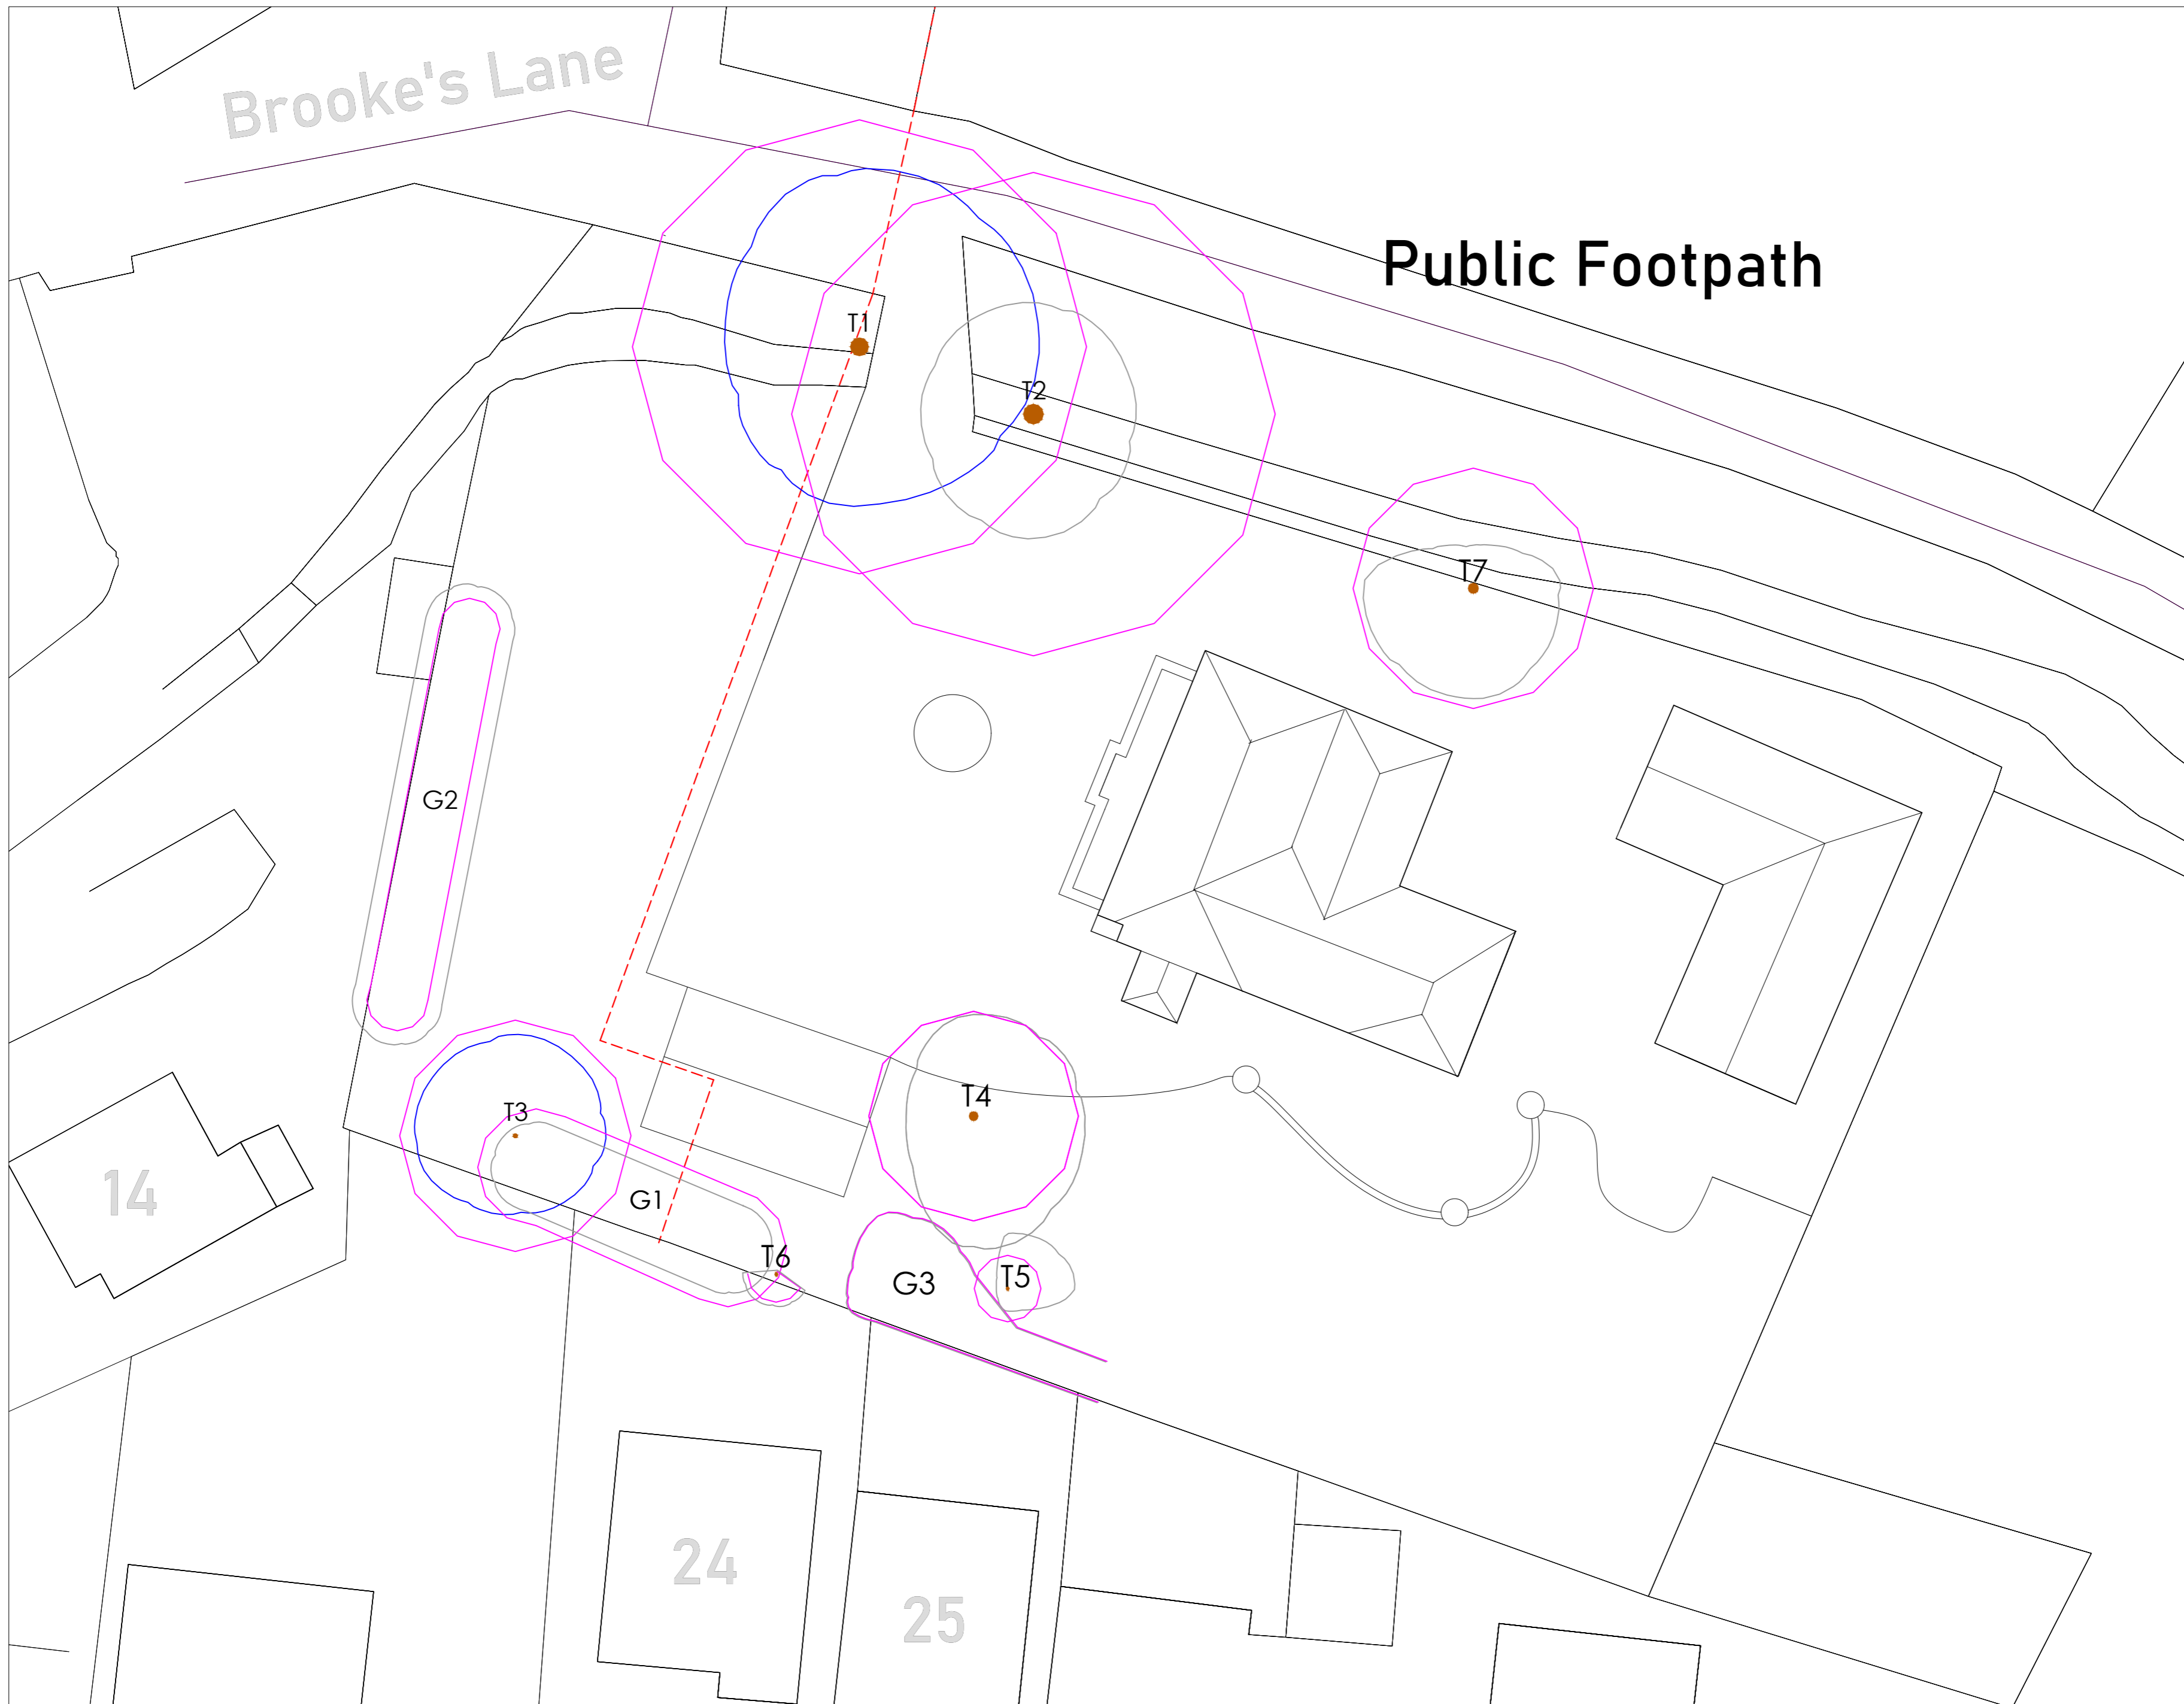 Brooke's Lane
Public Footpath
T1
T2
T7
G2
T4
T3
G1
14
T6
T5
G3
24
25